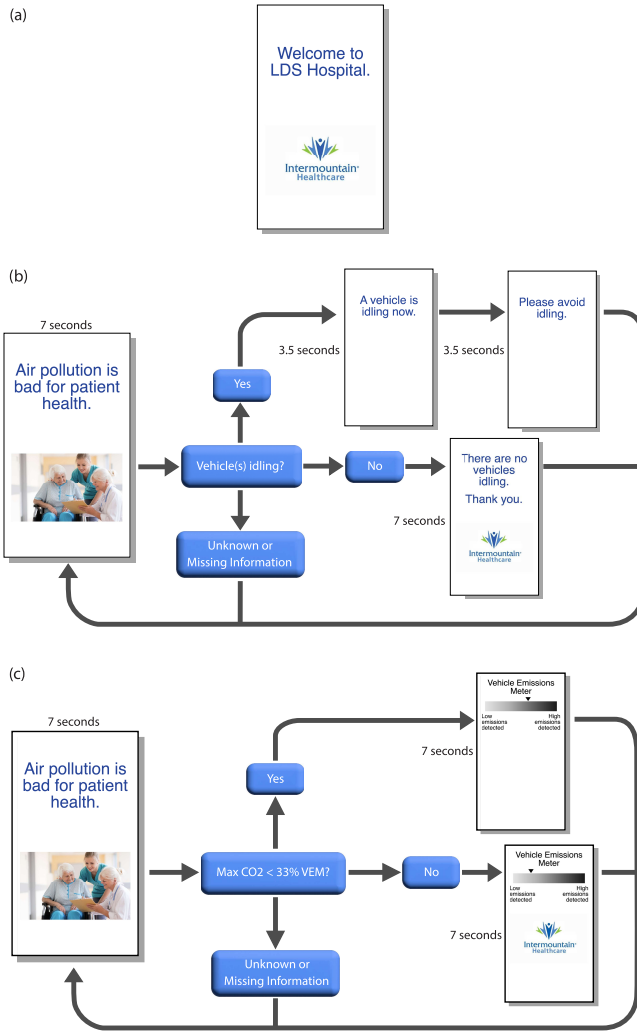 (a)
Welcome to
LDS Hospital.
Intermountain
Healthcare
(b)
7 seconds
Air pollution is
bad for patient
health.
Vehicle(s) idling?
Yes
3.5 seconds
A vehicle is
idling now.
3.5 seconds
Please avoid
idling.
No
7 seconds
There are no
vehicles
idling.
Thank you.
Intermountain
Healthcare
Unknown or
Missing Information
(c)
7 seconds
Air pollution is
bad for patient
health.
Max CO2 < 33% VEM?
Yes
7 seconds
Vehicle Emissions
Meter
Low
emissions
detected
High
emissions
detected
No
7 seconds
Vehicle Emissions
Meter
Low
emissions
detected
High
emissions
detected
Intermountain
Healthcare
Unknown or
Missing Information